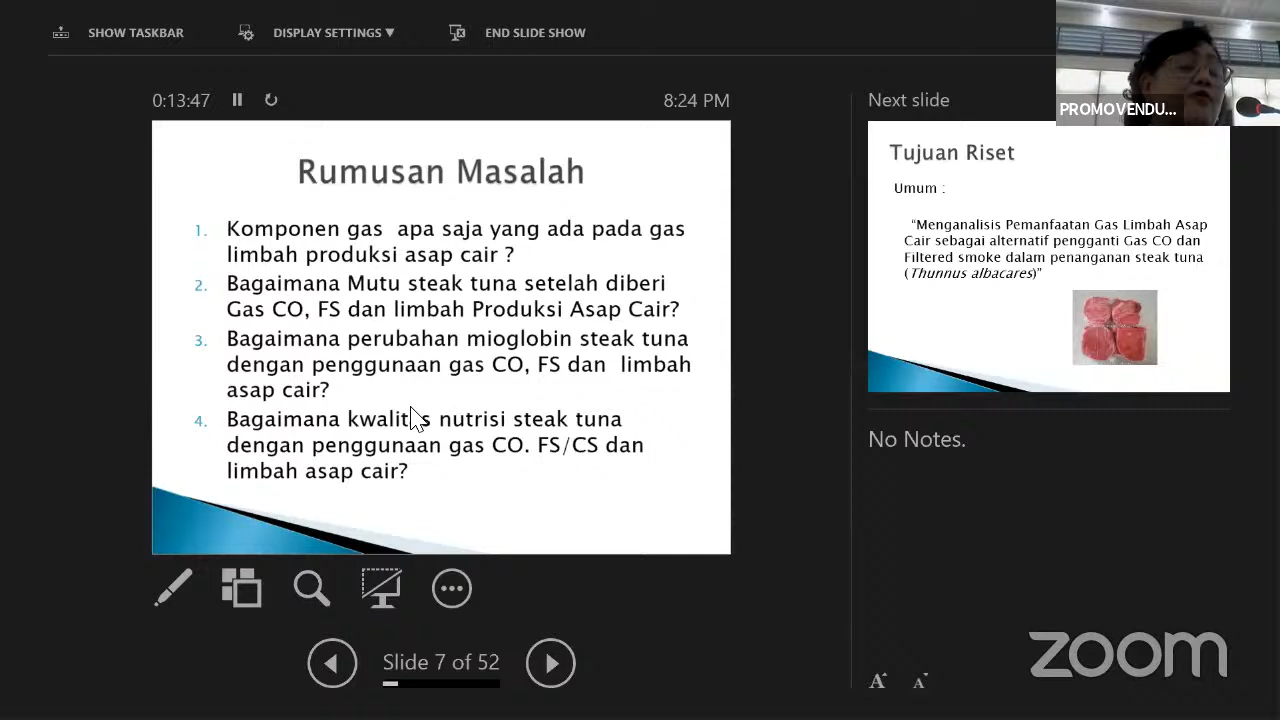 SHOW TASKBAR
DISPLAY SETTINGS ▼
END SLIDE SHOW
PROMOVENDU...
0:13:47
8:24 PM
Rumusan Masalah
1. Komponen gas apa saja yang ada pada gas
limbah produksi asap cair ?
2. Bagaimana Mutu steak tuna setelah diberi
Gas CO, FS dan limbah Produksi Asap Cair?
3. Bagaimana perubahan mioglobin steak tuna
dengan penggunaan gas CO, FS dan limbah
asap cair?
4. Bagaimana kwalitas nutrisi steak tuna
dengan penggunaan gas CO. FS/CS dan
limbah asap cair?
Slide 7 of 52
Next slide
Tujuan Riset
Umum :
"Menganalisis Pemanfaatan Gas Limbah Asap
Cair sebagai alternatif pengganti Gas CO dan
Filtered smoke dalam penanganan steak tuna
(Thunnus albacares)"
No Notes.
A A
zoom